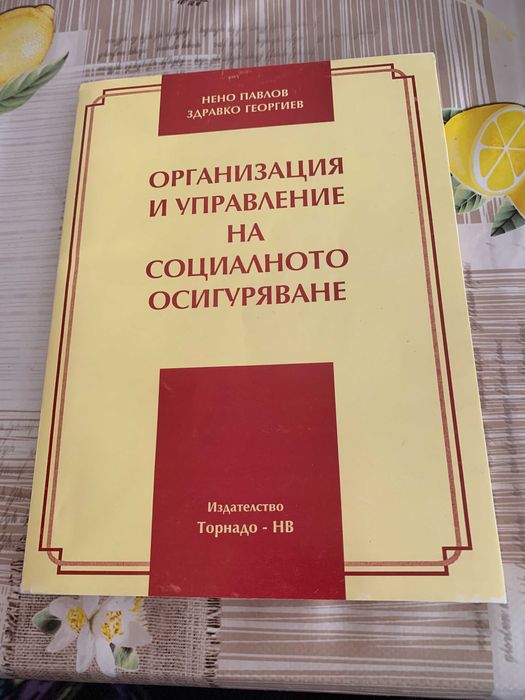 НЕНО ПАВЛОВ
ЗДРАВКО ГЕОРГИЕВ
ОРГАНИЗАЦИЯ
И УПРАВЛЕНИЕ
НА
СОЦИАЛНОТО
ОСИГУРЯВАНЕ
Издателство
Торнадо - НВ